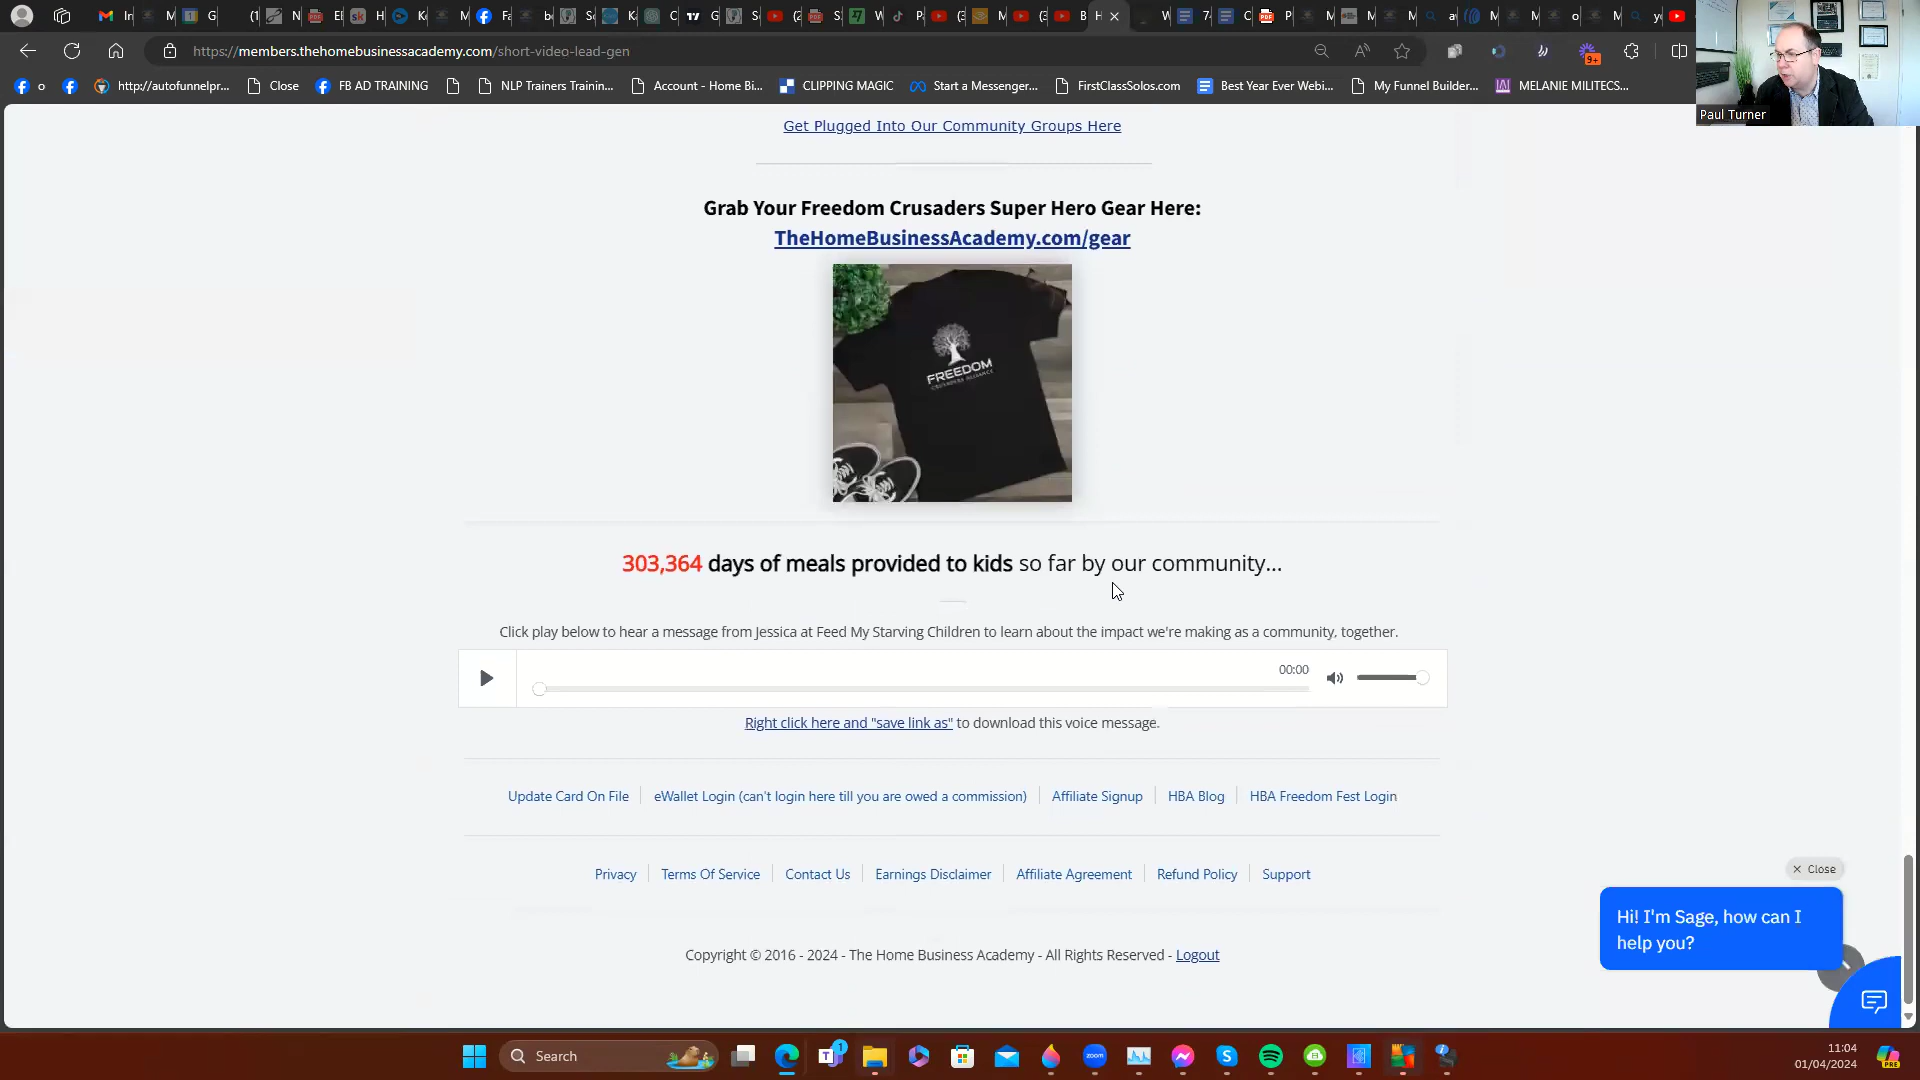 https://members.thehomebusinessacademy.com/short-video-lead-gen
9+
Paul Turner
o
http://autofunnelpr...
Close
FB AD TRAINING
NLP Trainers Trainin...
Account - Home Bi...
CLIPPING MAGIC
Start a Messenger...
FirstClassSolos.com
Best Year Ever Webi...
My Funnel Builder...
MELANIE MILITECS...
Get Plugged Into Our Community Groups Here
Grab Your Freedom Crusaders Super Hero Gear Here:
TheHomeBusinessAcademy.com/gear
FREEDOM
CRUSADERS ALLIANCE
303,364 days of meals provided to kids so far by our community...
Click play below to hear a message from Jessica at Feed My Starving Children to learn about the impact we're making as a community, together.
00:00
Right click here and "save link as" to download this voice message.
Update Card On File
eWallet Login (can't login here till you are owed a commission)
Affiliate Signup
HBA Blog
HBA Freedom Fest Login
Privacy
Terms Of Service
Contact Us
Earnings Disclaimer
Affiliate Agreement
Refund Policy
Support
Close
Hi! I'm Sage, how can I
help you?
Copyright © 2016 - 2024 - The Home Business Academy - All Rights Reserved - Logout
Search
1
zoom
11:04
01/04/2024
PRE